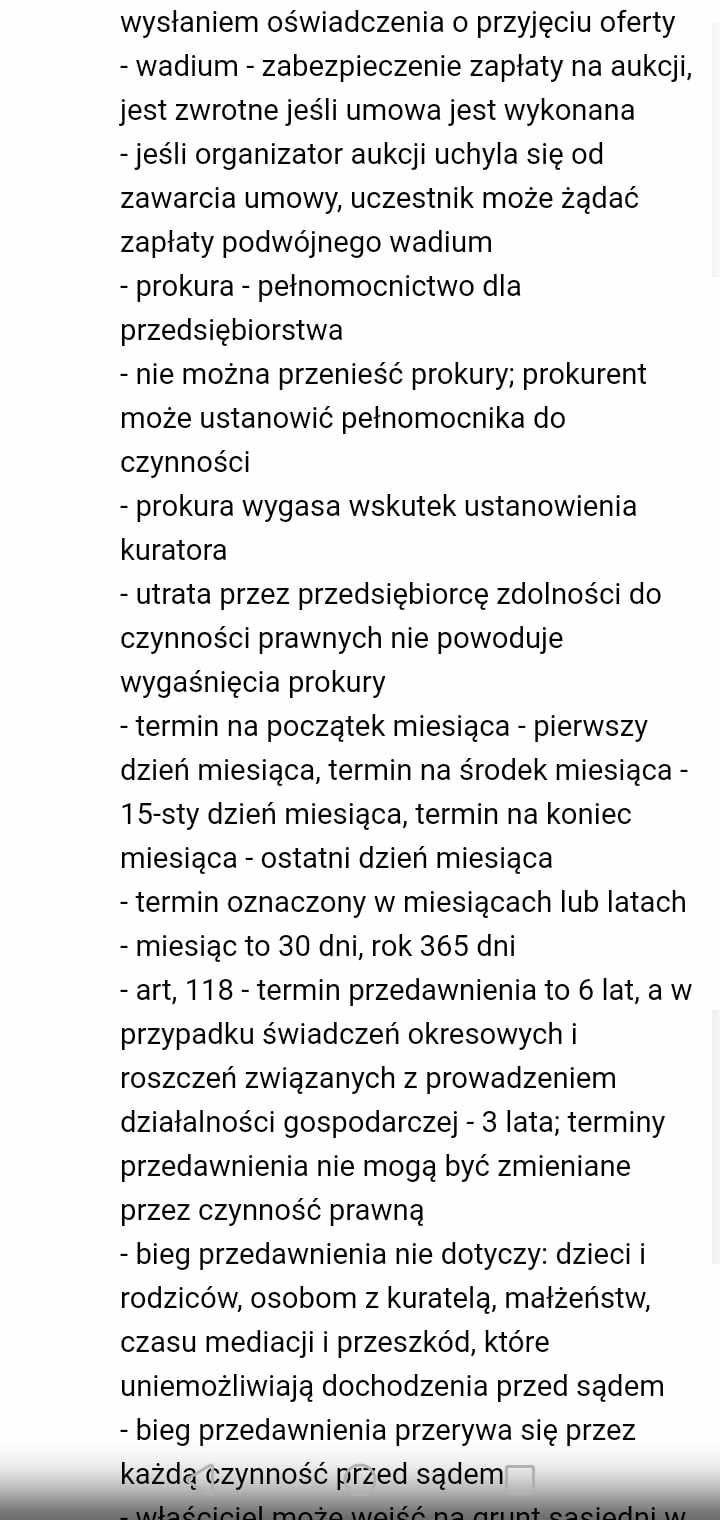 wysłaniem oświadczenia o przyjęciu oferty
- wadium - zabezpieczenie zapłaty na aukcji,
jest zwrotne jeśli umowa jest wykonana
- jeśli organizator aukcji uchyla się od
zawarcia umowy, uczestnik może żądać
zapłaty podwójnego wadium
- prokura - pełnomocnictwo dla
przedsiębiorstwa
- nie można przenieść prokury; prokurent
może ustanowić pełnomocnika do
czynności
- prokura wygasa wskutek ustanowienia
kuratora
- utrata przez przedsiębiorcę zdolności do
czynności prawnych nie powoduje
wygaśnięcia prokury
- termin na początek miesiąca - pierwszy
dzień miesiąca, termin na środek miesiąca -
15-sty dzień miesiąca, termin na koniec
miesiąca - ostatni dzień miesiąca
- termin oznaczony w miesiącach lub latach
- miesiąc to 30 dni, rok 365 dni
- art, 118 - termin przedawnienia to 6 lat, a w
przypadku świadczeń okresowych i
roszczeń związanych z prowadzeniem
działalności gospodarczej - 3 lata; terminy
przedawnienia nie mogą być zmieniane
przez czynność prawną
- bieg przedawnienia nie dotyczy: dzieci i
rodziców, osobom z kuratelą, małżeństw,
czasu mediacji i przeszkód, które
uniemożliwiają dochodzenia przed sądem
- bieg przedawnienia przerywa się przez
każdą czynność przed sądem
- właściciel może wejść na grunt sąsiedni w